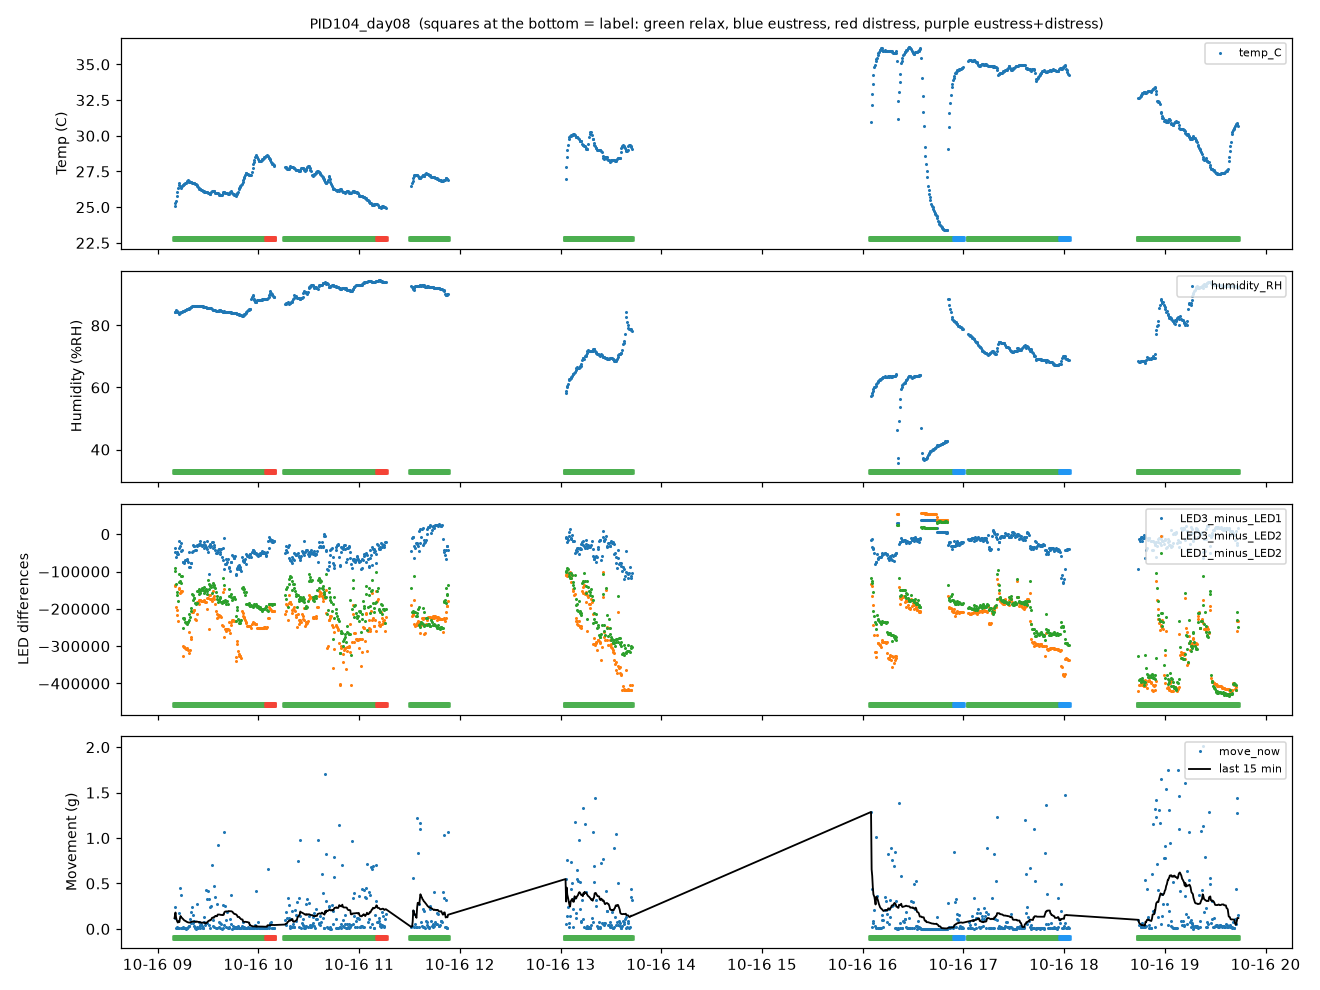 PID104_day08  (squares at the bottom = label: green relax, blue eustress, red distress, purple eustress+distress)
Temp (C)
35.0
32.5
30.0
27.5
25.0
22.5
temp_C
Humidity (%RH)
80
60
40
humidity_RH
LED differences
0
−100000
−200000
−300000
−400000
LED3_minus_LED1
LED3_minus_LED2
LED1_minus_LED2
Movement (g)
2.0
1.5
1.0
0.5
0.0
move_now
last 15 min
10-16 09 10-16 10 10-16 11 10-16 12 10-16 13 10-16 14 10-16 15 10-16 16 10-16 17 10-16 18 10-16 19 10-16 20